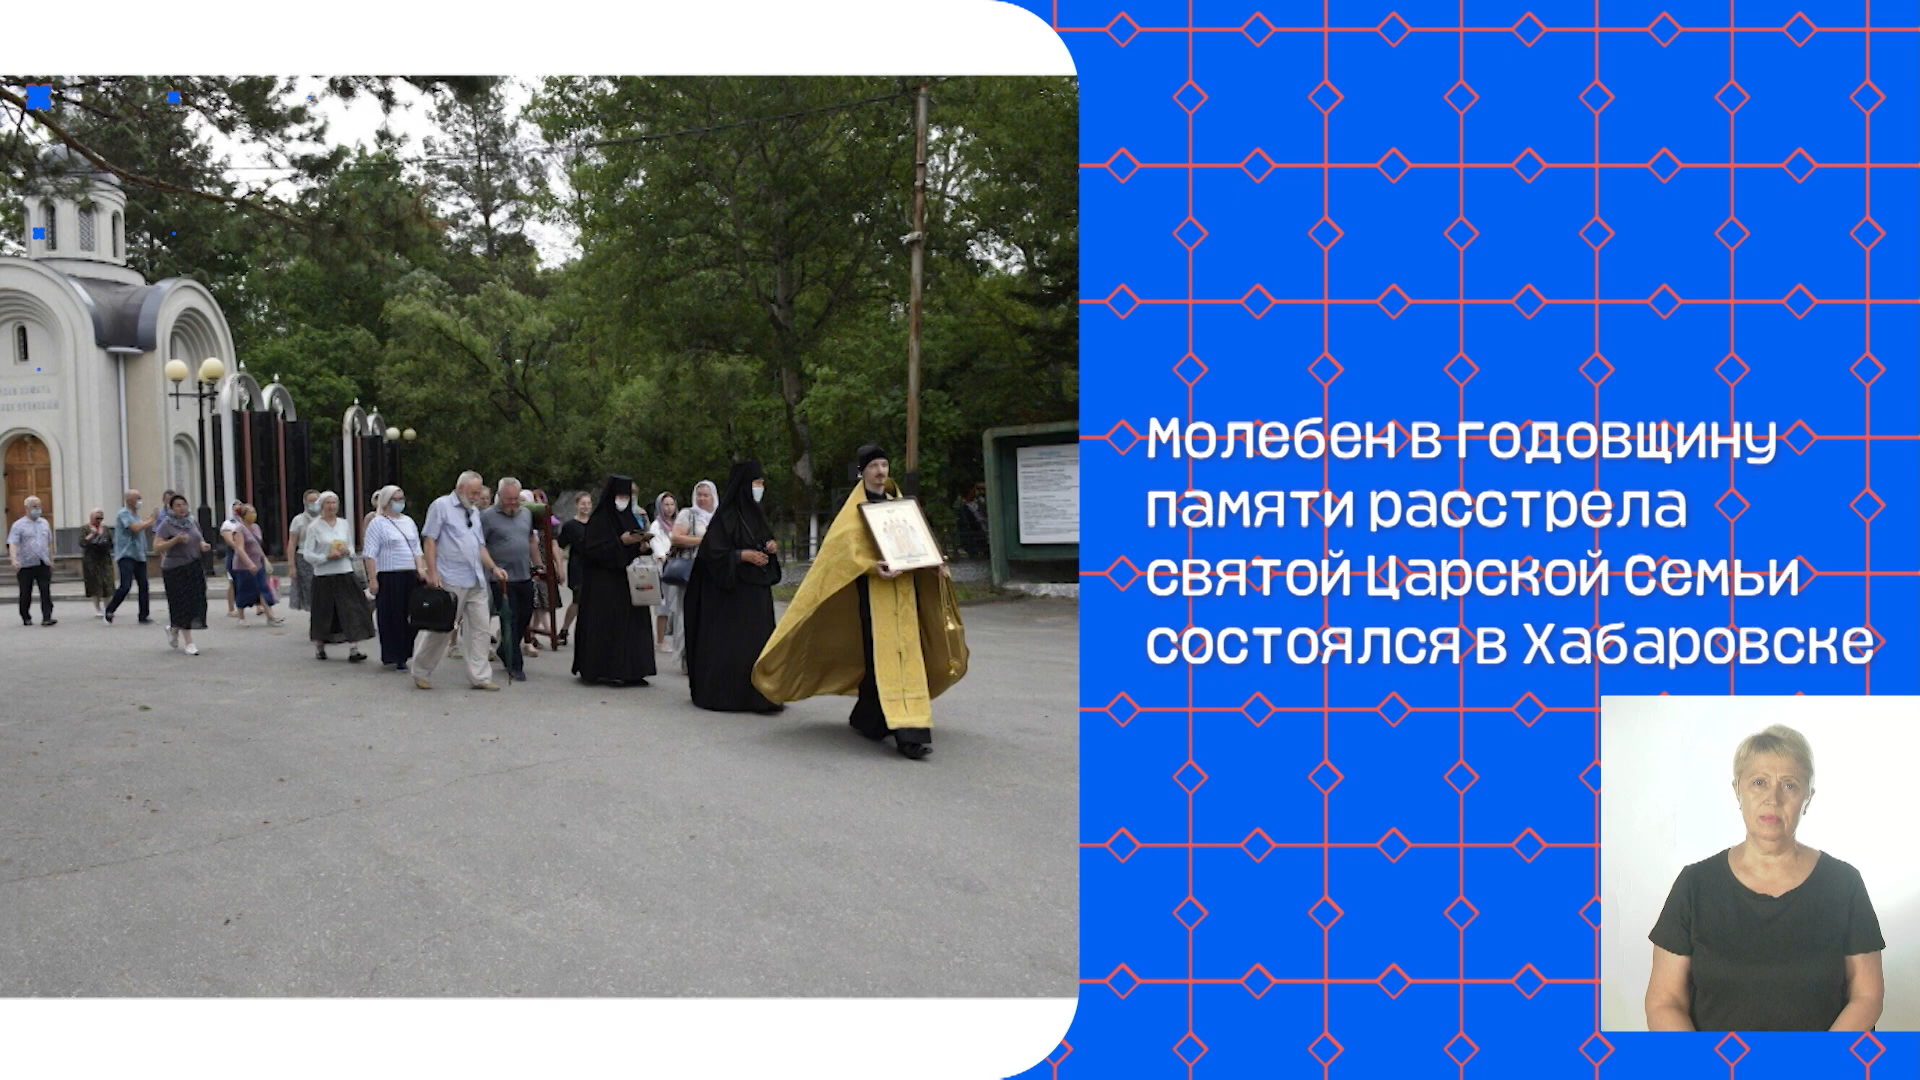 Молебен в годовщину
памяти расстрела
святой Царской Семьи
состоялся в Хабаровске